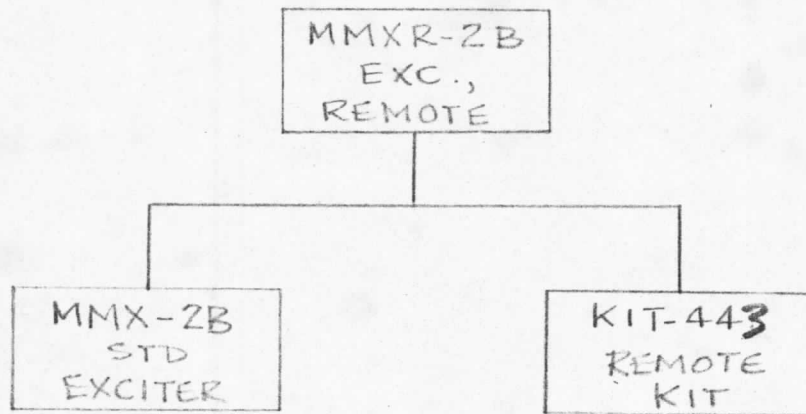 MMXR-2B
EXC.,
REMOTE
MMX-2B
STD
EXCITER
KIT-443
REMOTE
KIT